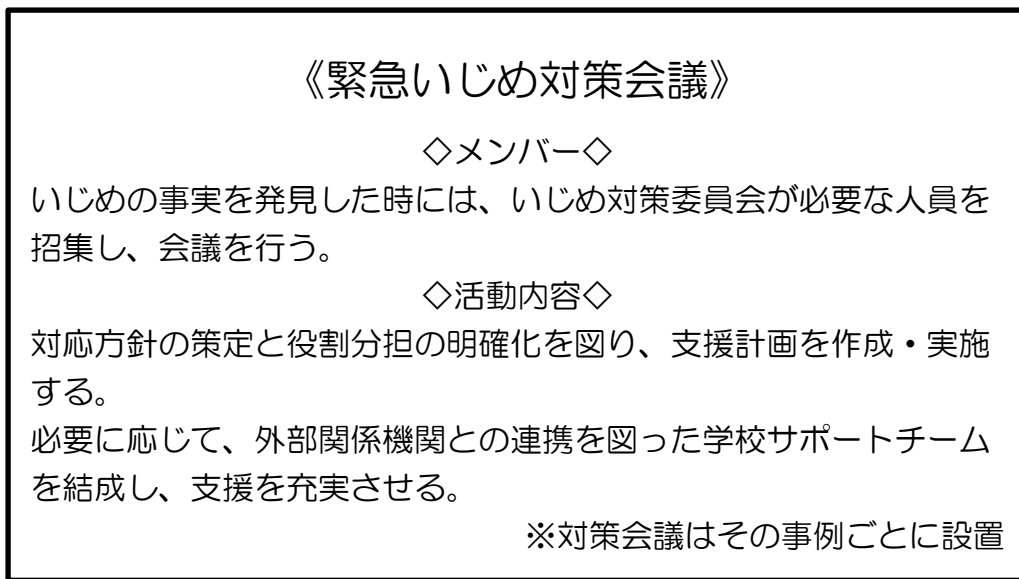 《緊急いじめ対策会議》
◇メンバー◇
いじめの事実を発見した時には、いじめ対策委員会が必要な人員を
招集し、会議を行う。
◇活動内容◇
対応方針の策定と役割分担の明確化を図り、支援計画を作成・実施
する。
必要に応じて、外部関係機関との連携を図った学校サポートチーム
を結成し、支援を充実させる。
※対策会議はその事例ごとに設置